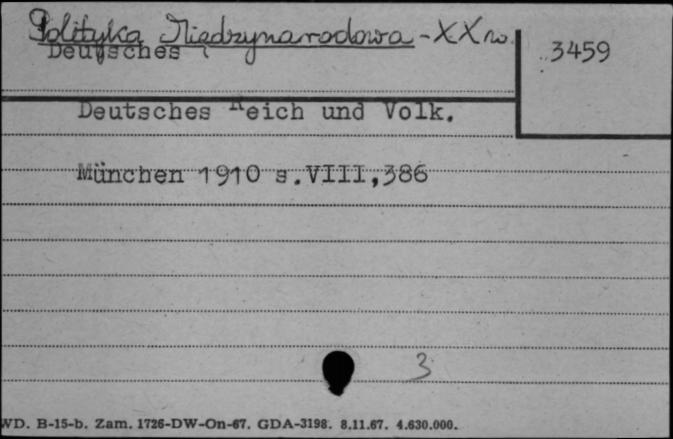 Polityka Międzynarodowa - XX w.
3459
Deutsches
Deutsches Reich und Volk.
München 1910 s.VIII,386
3
WD. B-15-b. Zam. 1726-DW-On-67. GDA-3198. 8.11.67. 4.630.000.